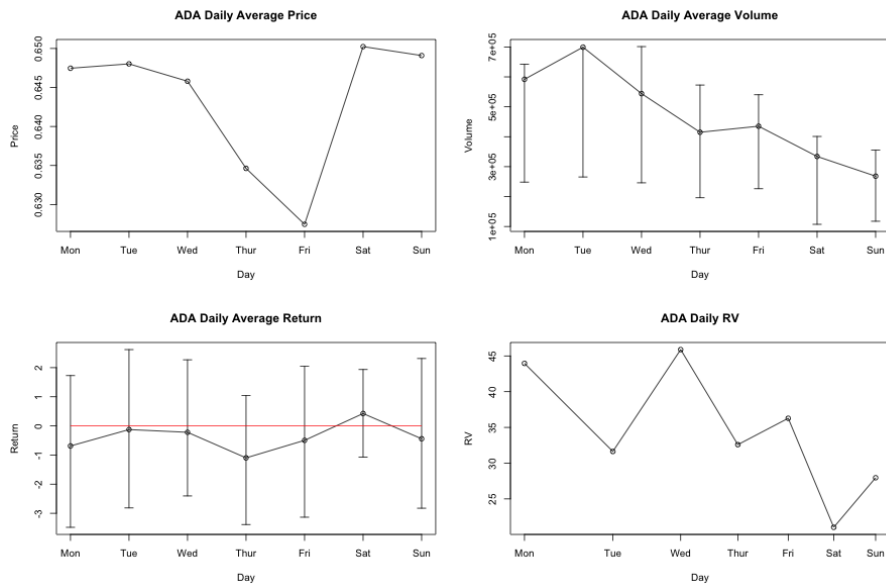 ADA Daily Average Price
Price
0.650
0.645
0.640
0.635
0.630
Mon Tue Wed Thur Fri Sat Sun
Day
ADA Daily Average Volume
Volume
7e+05
5e+05
3e+05
1e+05
Mon Tue Wed Thur Fri Sat Sun
Day
ADA Daily Average Return
Return
2
1
0
-1
-2
-3
Mon Tue Wed Thur Fri Sat Sun
Day
ADA Daily RV
RV
45
40
35
30
25
Mon Tue Wed Thur Fri Sat Sun
Day